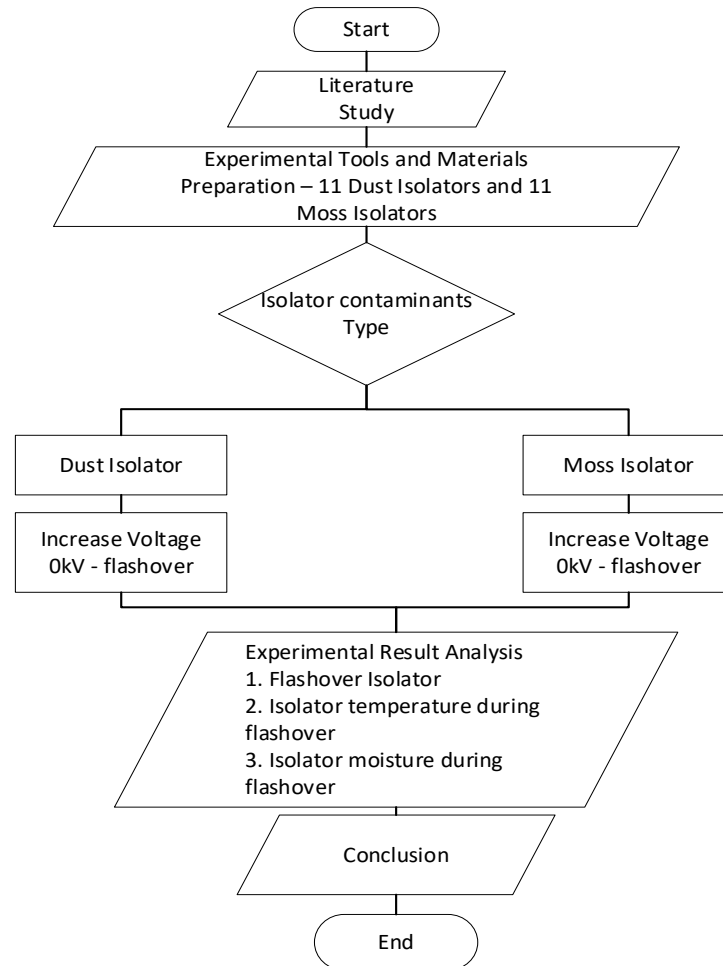 Start
Literature
Study
Experimental Tools and Materials
Preparation – 11 Dust Isolators and 11
Moss Isolators
Isolator contaminants
Type
Dust Isolator
Moss Isolator
Increase Voltage
0kV - flashover
Increase Voltage
0kV - flashover
Experimental Result Analysis
1. Flashover Isolator
2. Isolator temperature during
flashover
3. Isolator moisture during
flashover
Conclusion
End